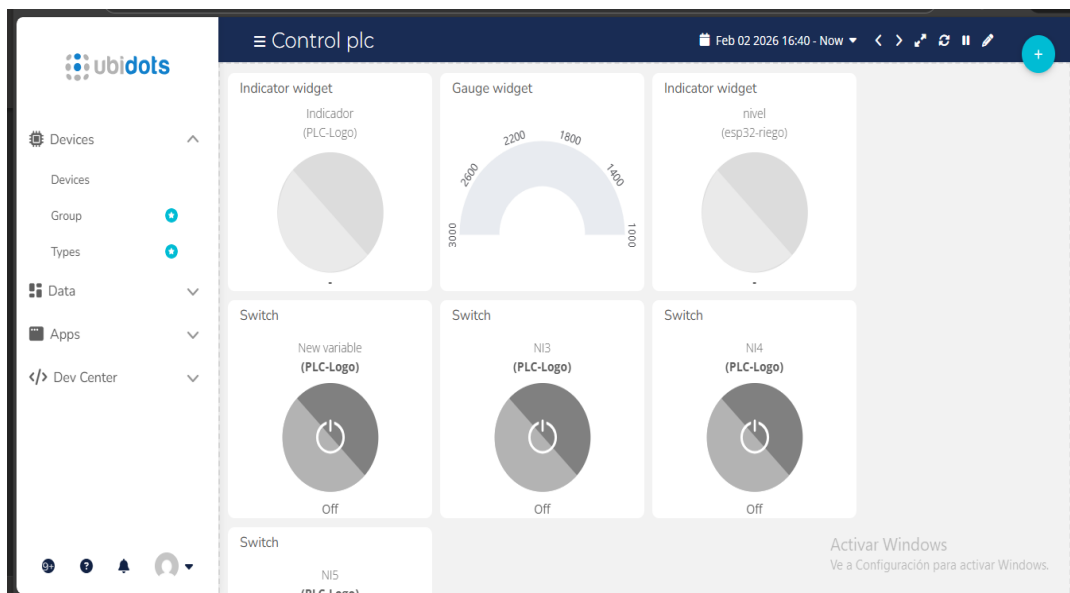 ubidots
Control plc
Feb 02 2026 16:40 - Now
+
Devices
Devices
Group
Types
Data
Apps
</> Dev Center
9+
?
Indicator widget
Indicador
(PLC-Logo)
-
Gauge widget
3000
2600
2200
1800
1400
1000
Indicator widget
nivel
(esp32-riego)
-
Switch
New variable
(PLC-Logo)
Off
Switch
NI3
(PLC-Logo)
Off
Switch
NI4
(PLC-Logo)
Off
Switch
NI5
(PLC-Logo)
Activar Windows
Ve a Configuración para activar Windows.